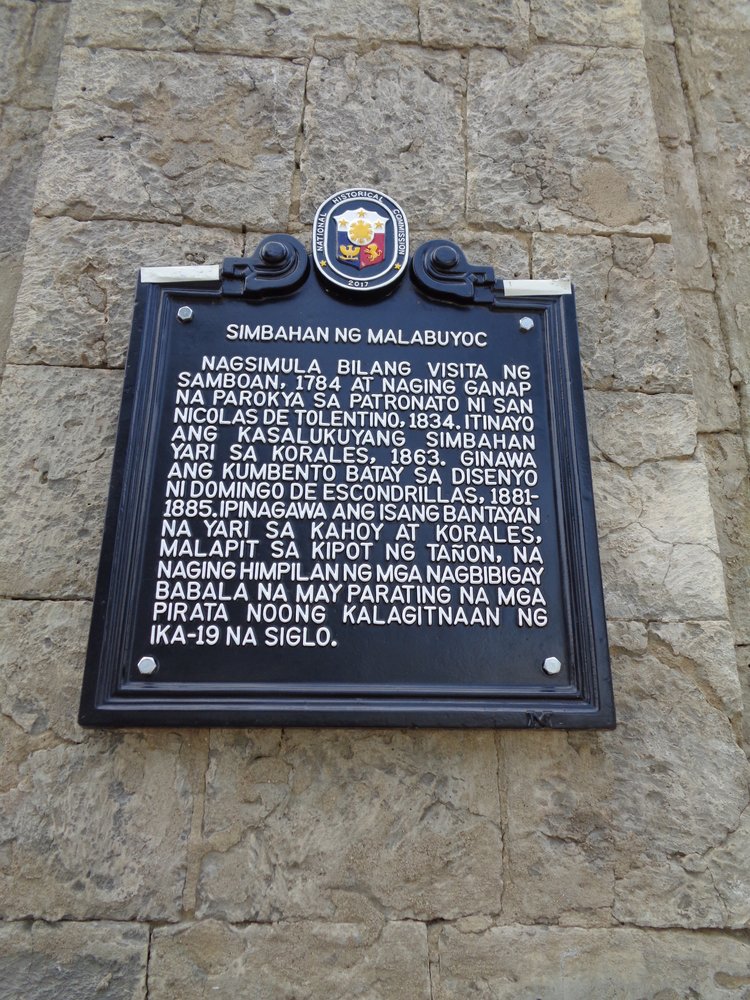 NATIONAL HISTORICAL COMMISSION
2017
SIMBAHAN NG MALABUYOC
NAGSIMULA BILANG VISITA NG
SAMBOAN, 1784 AT NAGING GANAP
NA PAROKYA SA PATRONATO NI SAN
NICOLAS DE TOLENTINO, 1834. ITINAYO
ANG KASALUKUYANG SIMBAHAN
YARI SA KORALES, 1863. GINAWA
ANG KUMBENTO BATAY SA DISENYO
NI DOMINGO DE ESCONDRILLAS, 1881-
1885. IPINAGAWA ANG ISANG BANTAYAN
NA YARI SA KAHOY AT KORALES,
MALAPIT SA KIPOT NG TAÑON, NA
NAGING HIMPILAN NG MGA NAGBIBIGAY
BABALA NA MAY PARATING NA MGA
PIRATA NOONG KALAGITNAAN NG
IKA-19 NA SIGLO.